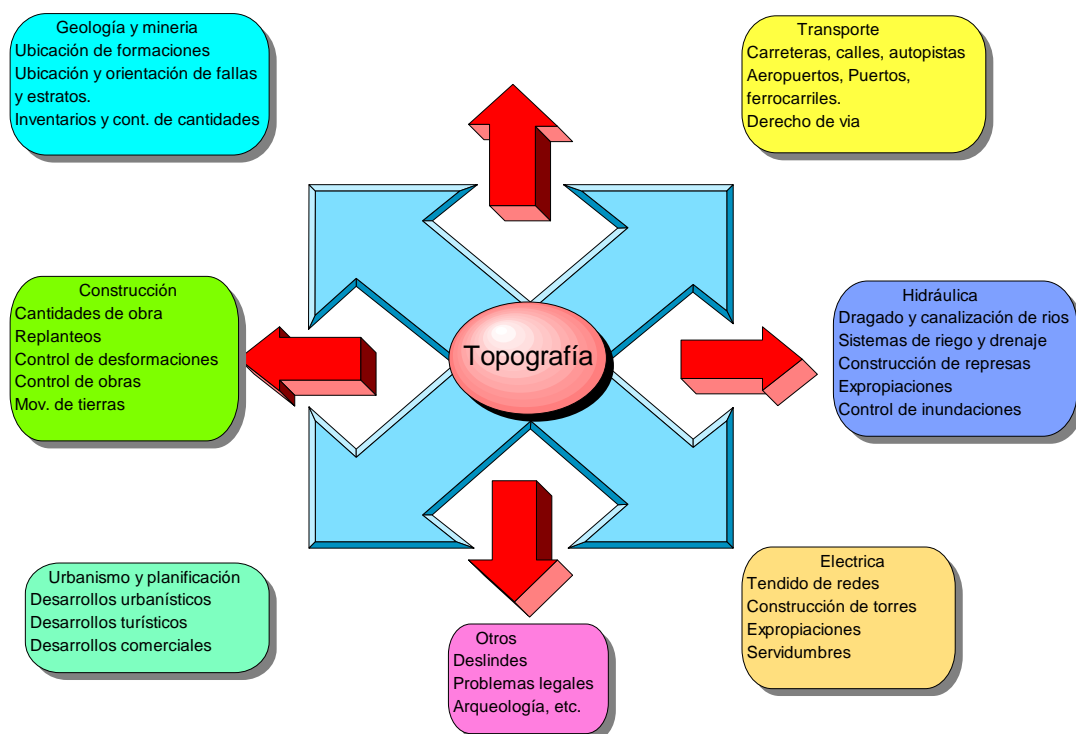 Geología y mineria
Ubicación de formaciones
Ubicación y orientación de fallas
y estratos.
Inventarios y cont. de cantidades
Transporte
Carreteras, calles, autopistas
Aeropuertos, Puertos,
ferrocarriles.
Derecho de via
Construcción
Cantidades de obra
Replanteos
Control de desformaciones
Control de obras
Mov. de tierras
Topografía
Hidráulica
Dragado y canalización de rios
Sistemas de riego y drenaje
Construcción de represas
Expropiaciones
Control de inundaciones
Urbanismo y planificación
Desarrollos urbanísticos
Desarrollos turísticos
Desarrollos comerciales
Otros
Deslindes
Problemas legales
Arqueología, etc.
Electrica
Tendido de redes
Construcción de torres
Expropiaciones
Servidumbres